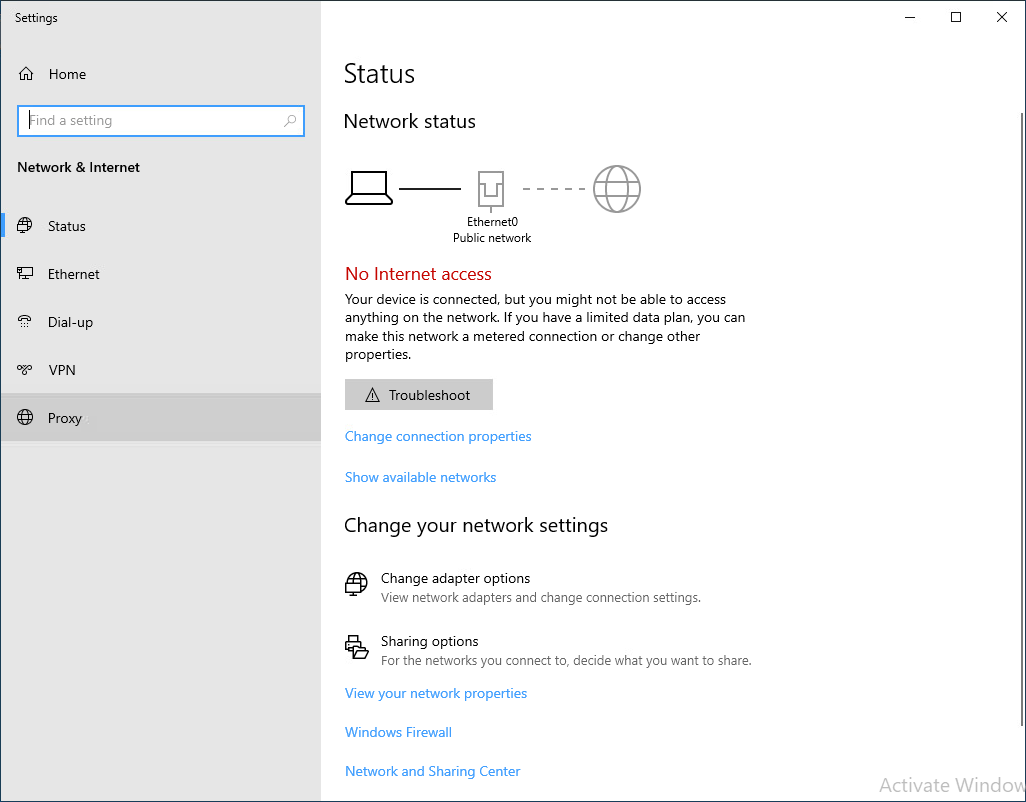 Settings
Home
Find a setting
Network & Internet
Status
Ethernet
Dial-up
VPN
Proxy
Status
Network status
Ethernet0
Public network
No Internet access
Your device is connected, but you might not be able to access
anything on the network. If you have a limited data plan, you can
make this network a metered connection or change other
properties.
Troubleshoot
Change connection properties
Show available networks
Change your network settings
Change adapter options
View network adapters and change connection settings.
Sharing options
For the networks you connect to, decide what you want to share.
View your network properties
Windows Firewall
Network and Sharing Center
Activate Window